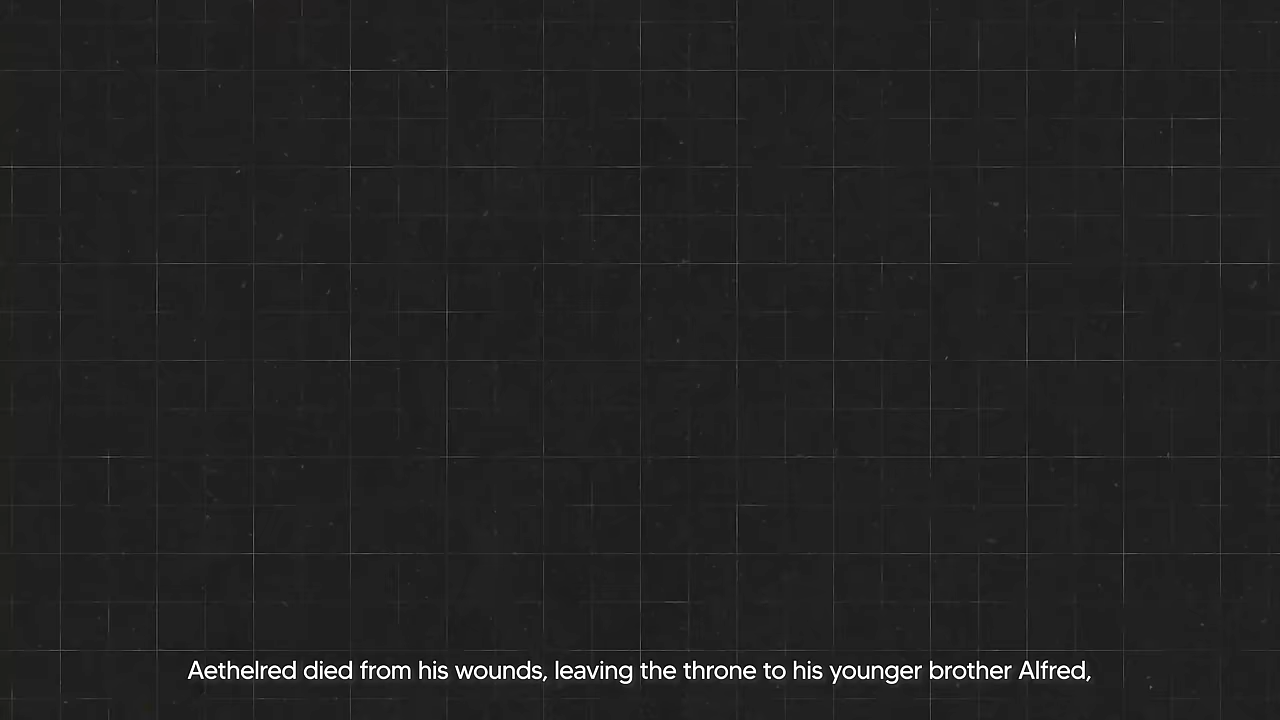 Aethelred died from his wounds, leaving the throne to his younger brother Alfred,